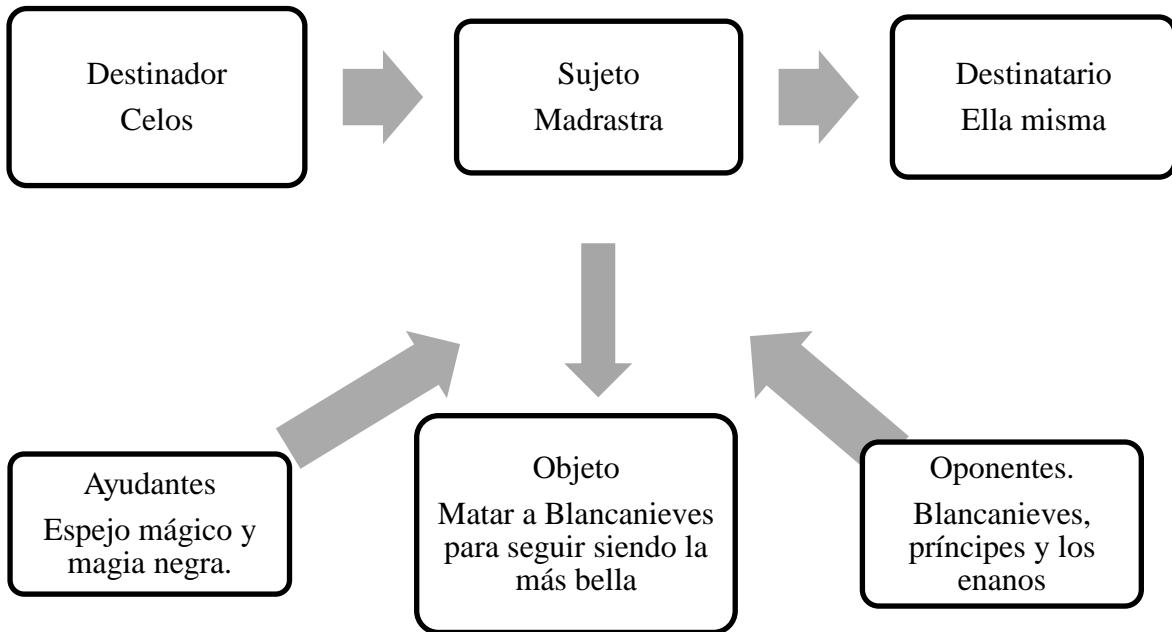 Destinador
Celos
Sujeto
Madrastra
Destinatario
Ella misma
Ayudantes
Espejo mágico y
magia negra.
Objeto
Matar a Blancanieves
para seguir siendo la
más bella
Oponentes.
Blancanieves,
príncipes y los
enanos